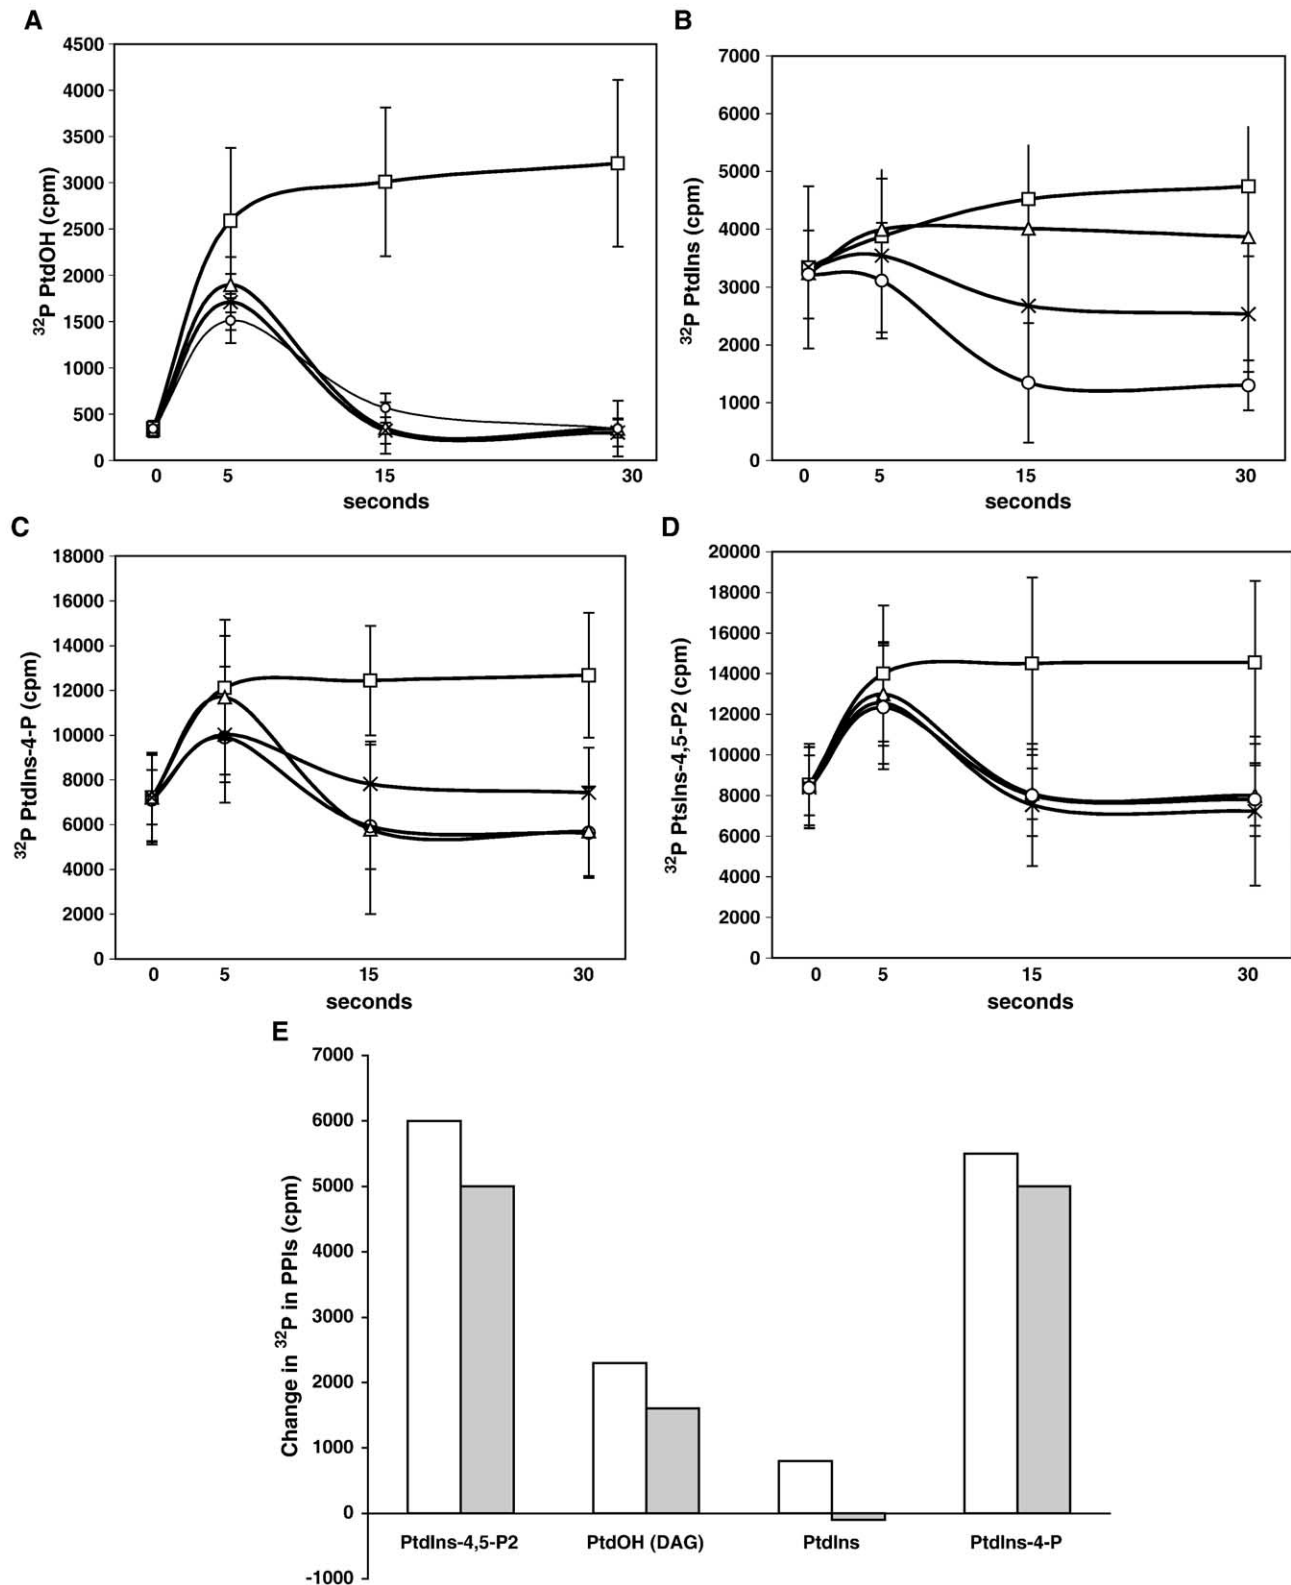 A
4500
4000
3500
3000
2500
2000
1500
1000
500
0
32P PtdOH (cpm)
0 5 15 30
seconds
B
7000
6000
5000
4000
3000
2000
1000
0
32P PtdIns (cpm)
0 5 15 30
seconds
C
18000
16000
14000
12000
10000
8000
6000
4000
2000
0
32P PtdIns-4-P (cpm)
0 5 15 30
seconds
D
20000
18000
16000
14000
12000
10000
8000
6000
4000
2000
0
32P PtsIns-4,5-P2 (cpm)
0 5 15 30
seconds
E
7000
6000
5000
4000
3000
2000
1000
0
-1000
Change in 32P in PPIs (cpm)
PtdIns-4,5-P2 PtdOH (DAG) PtdIns PtdIns-4-P